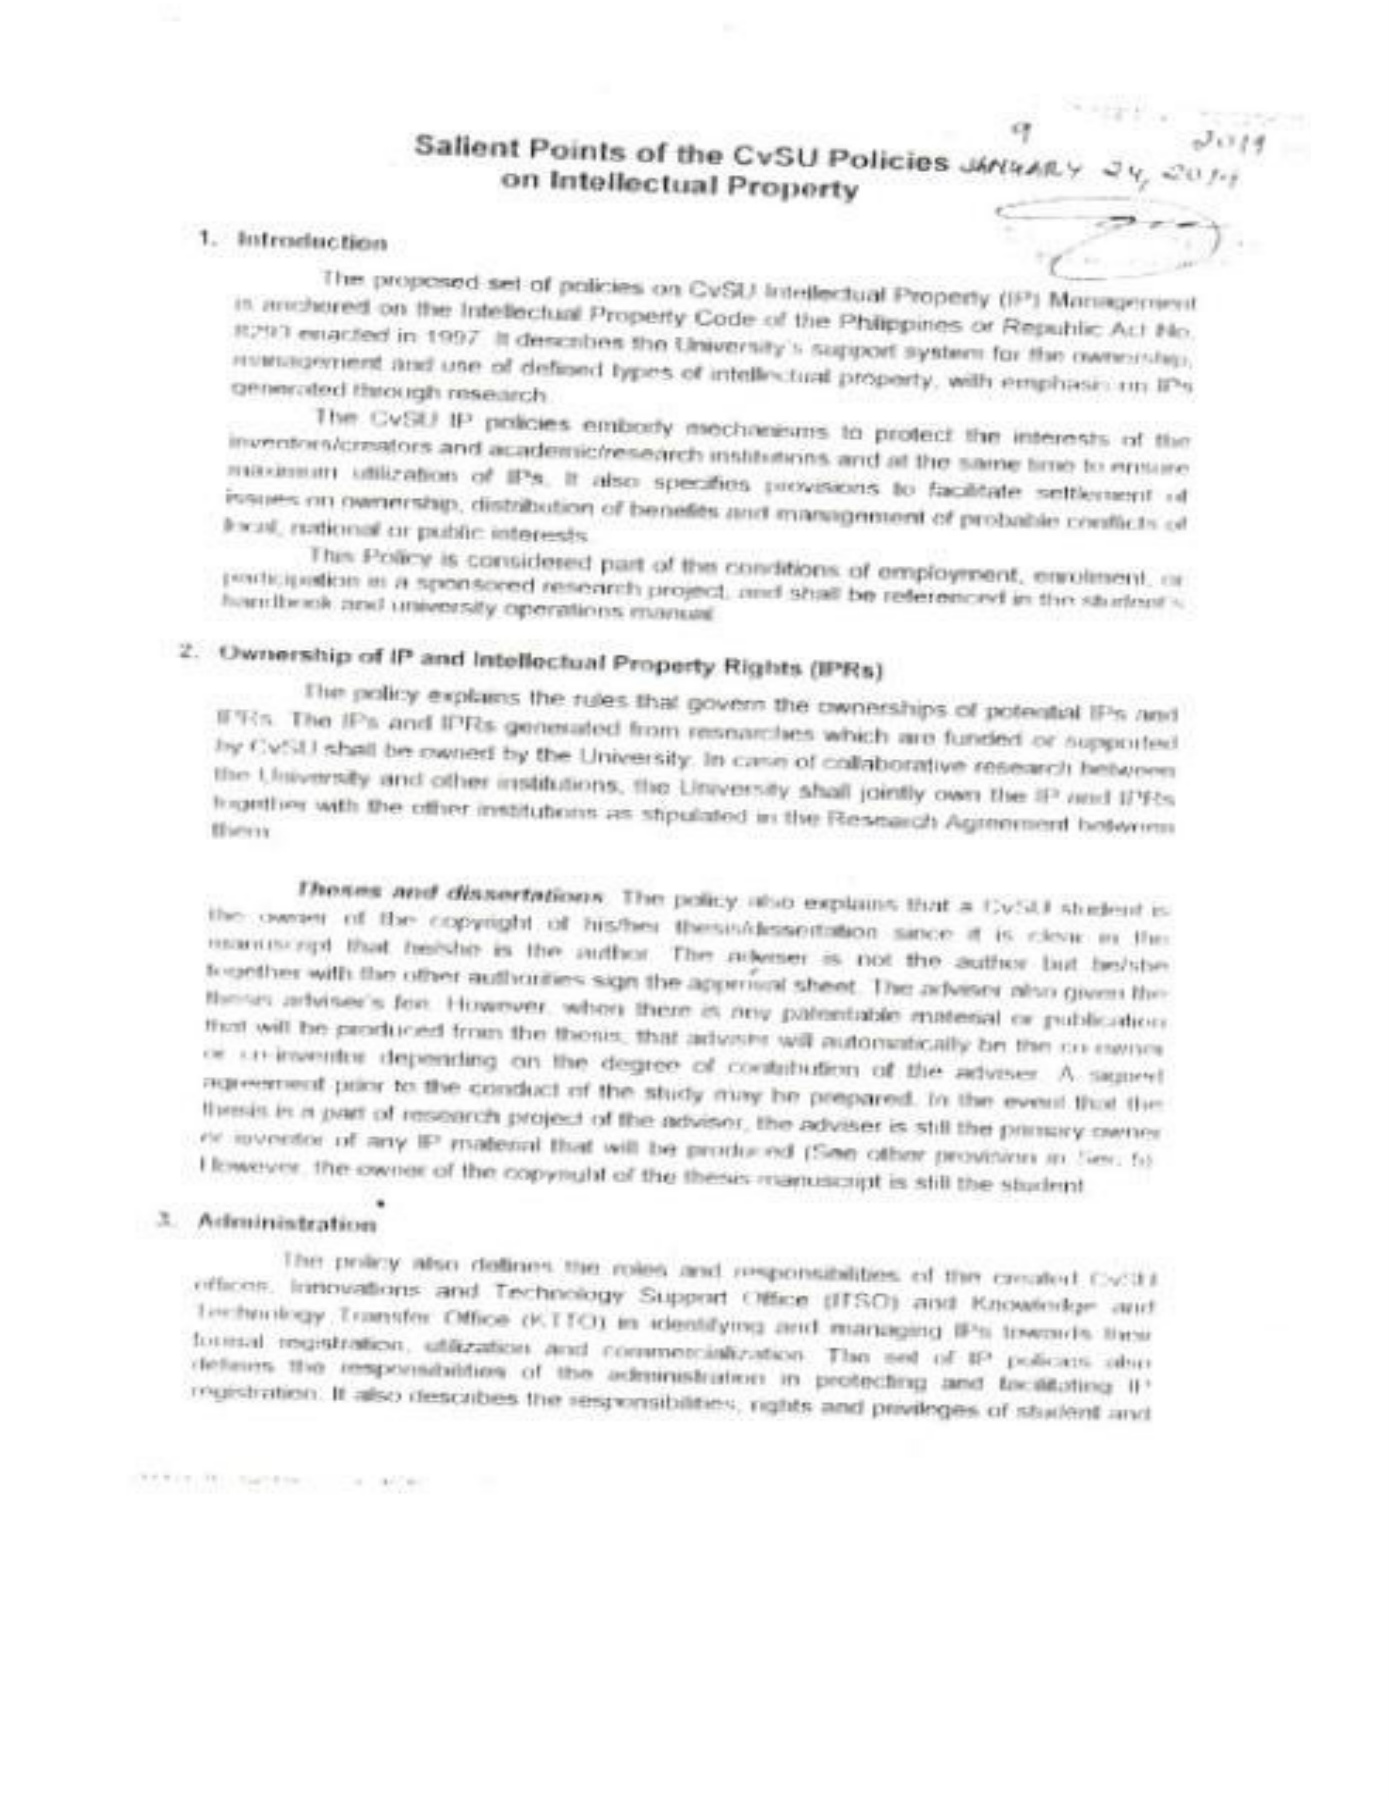 Salient Points of the CvSU Policies
on Intellectual Property
9 2019
JANUARY 24,
1. Introduction
The proposed set of policies on CvSU Intellectual Property (IP) Management
is anchored on the Intellectual Property Code of the Philippines or Republic Act No.
8293 enacted in 1997. It describes the University's support system for the ownership,
management and use of defined types of intellectual property, with emphasis on IPs
generated through research.
The CvSU IP policies embody mechanisms to protect the interests of the
inventors/creators and academic/research institutions and at the same time to ensure
maximum utilization of IPs. It also specifies provisions to facilitate settlement of
issues on ownership, distribution of benefits and management of probable conflicts of
local, national or public interests.
This Policy is considered part of the conditions of employment, enrolment, or
participation in a sponsored research project, and shall be referenced in the student's
handbook and university operations manual.
2. Ownership of IP and Intellectual Property Rights (IPRs)
The policy explains the rules that govern the ownerships of potential IPs and
IPRs. The IPs and IPRs generated from researches which are funded or supported
by CvSU shall be owned by the University. In case of collaborative research between
the University and other institutions, the University shall jointly own the IP and IPRs
together with the other institutions as stipulated in the Research Agreement between
them.
Theses and dissertations. The policy also explains that a CvSU student is
the owner of the copyright of his/her thesis/dissertation since it is clear in the
manuscript that he/she is the author. The adviser is not the author but he/she
together with the other authorities sign the approval sheet. The adviser also given the
thesis adviser's fee. However, when there is any patentable material or publication
that will be produced from the thesis, that adviser will automatically be the co-owner
or co-inventor depending on the degree of contribution of the adviser. A signed
agreement prior to the conduct of the study may be prepared. In the event that the
thesis is a part of research project of the adviser, the adviser is still the primary owner
or inventor of any IP material that will be produced (See other provision in Sec. 5).
However, the owner of the copyright of the thesis manuscript is still the student.
3. Administration
The policy also defines the roles and responsibilities of the created CvSU
offices, Innovations and Technology Support Office (ITSO) and Knowledge and
Technology Transfer Office (KTTO) in identifying and managing IPs towards their
formal registration, utilization and commercialization. The set of IP policies also
defines the responsibilities of the administration in protecting and facilitating IP
registration. It also describes the responsibilities, rights and privileges of student and